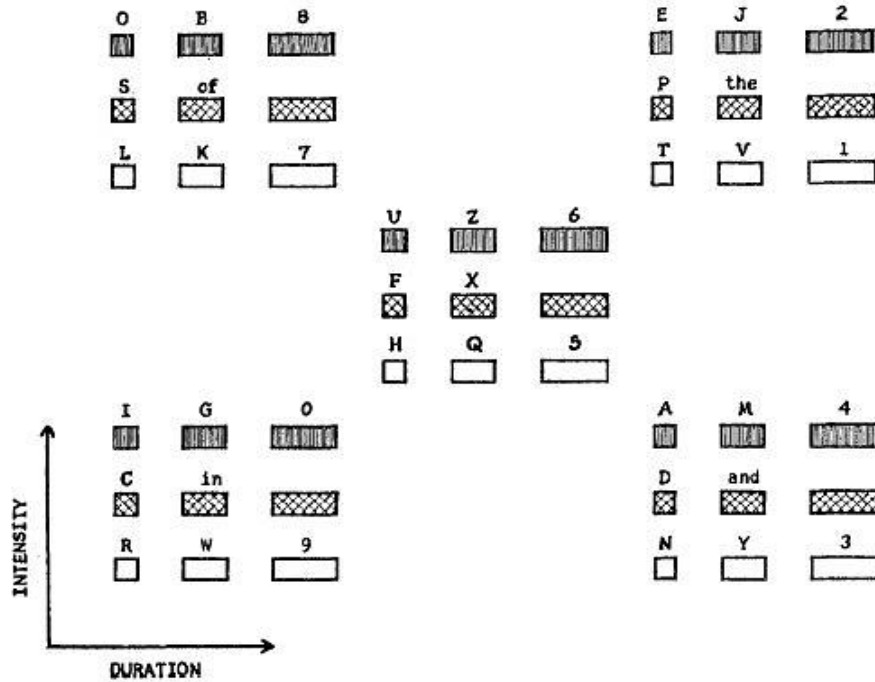 O B 8 E J 2
S of P the
L K 7 T V 1
U Z 6
F X
H Q 5
I G 0 A M 4
C in D and
R W 9 N Y 3
INTENSITY
DURATION